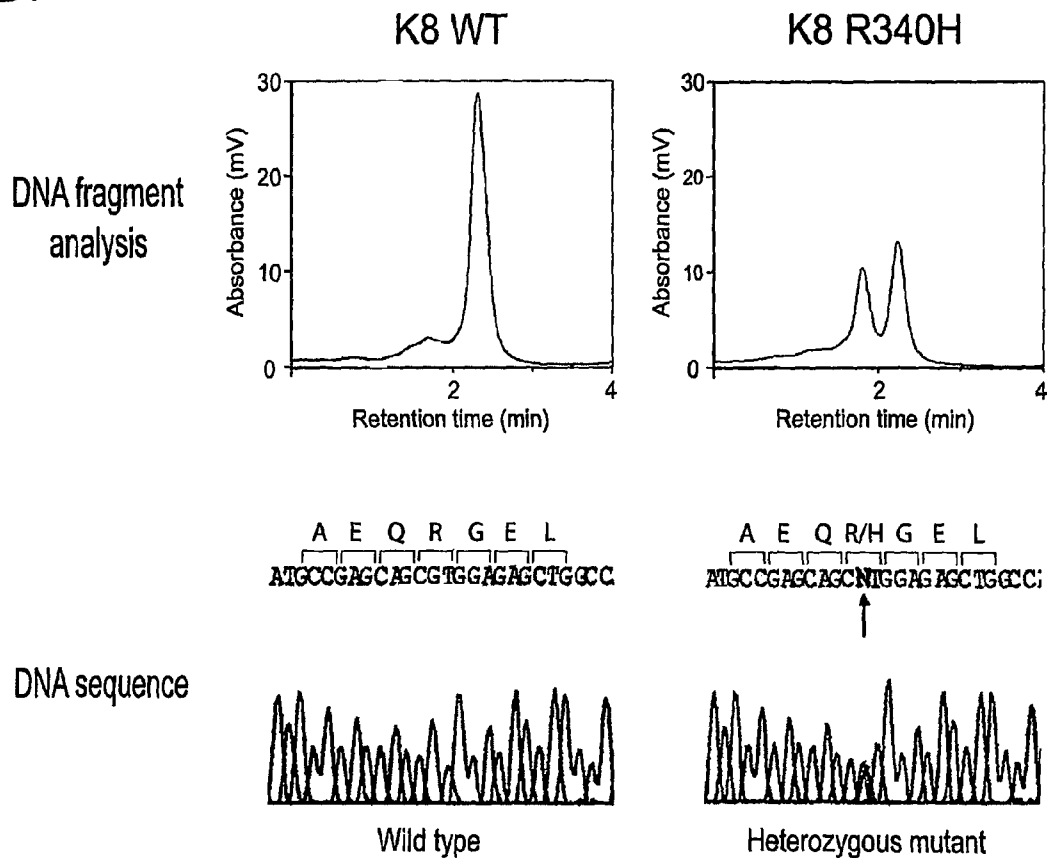 K8 WT
K8 R340H
DNA fragment
analysis
Absorbance (mV)
30
20
10
0
2
4
Retention time (min)
Absorbance (mV)
30
20
10
0
2
4
Retention time (min)
A E Q R G E L
ATGCCGAGCAGCGTGGAGAGCTGGCC
A E Q R/H G E L
ATGCCGAGCAGCNTGGAGAGCTGGCC
DNA sequence
Wild type
Heterozygous mutant